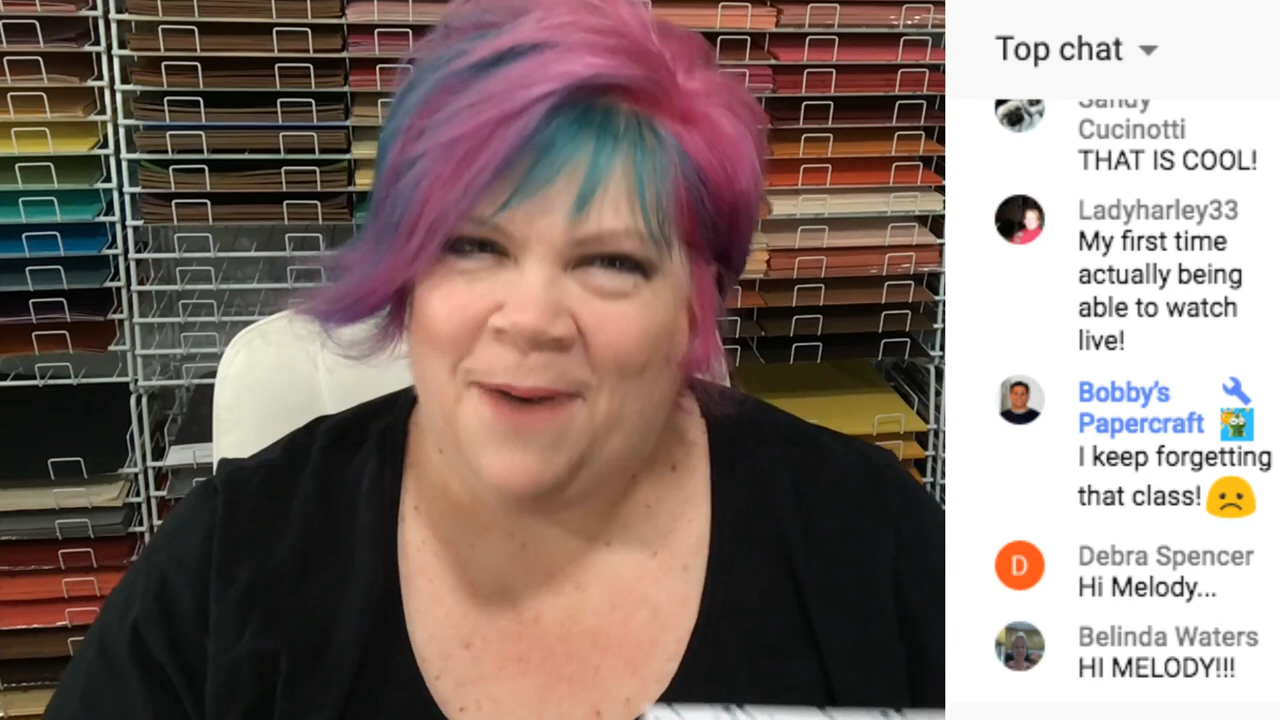 Top chat
Sandy
Cucinotti
THAT IS COOL!
Ladyharley33
My first time
actually being
able to watch
live!
Bobby's
Papercraft
I keep forgetting
that class!
D
Debra Spencer
Hi Melody...
Belinda Waters
HI MELODY!!!